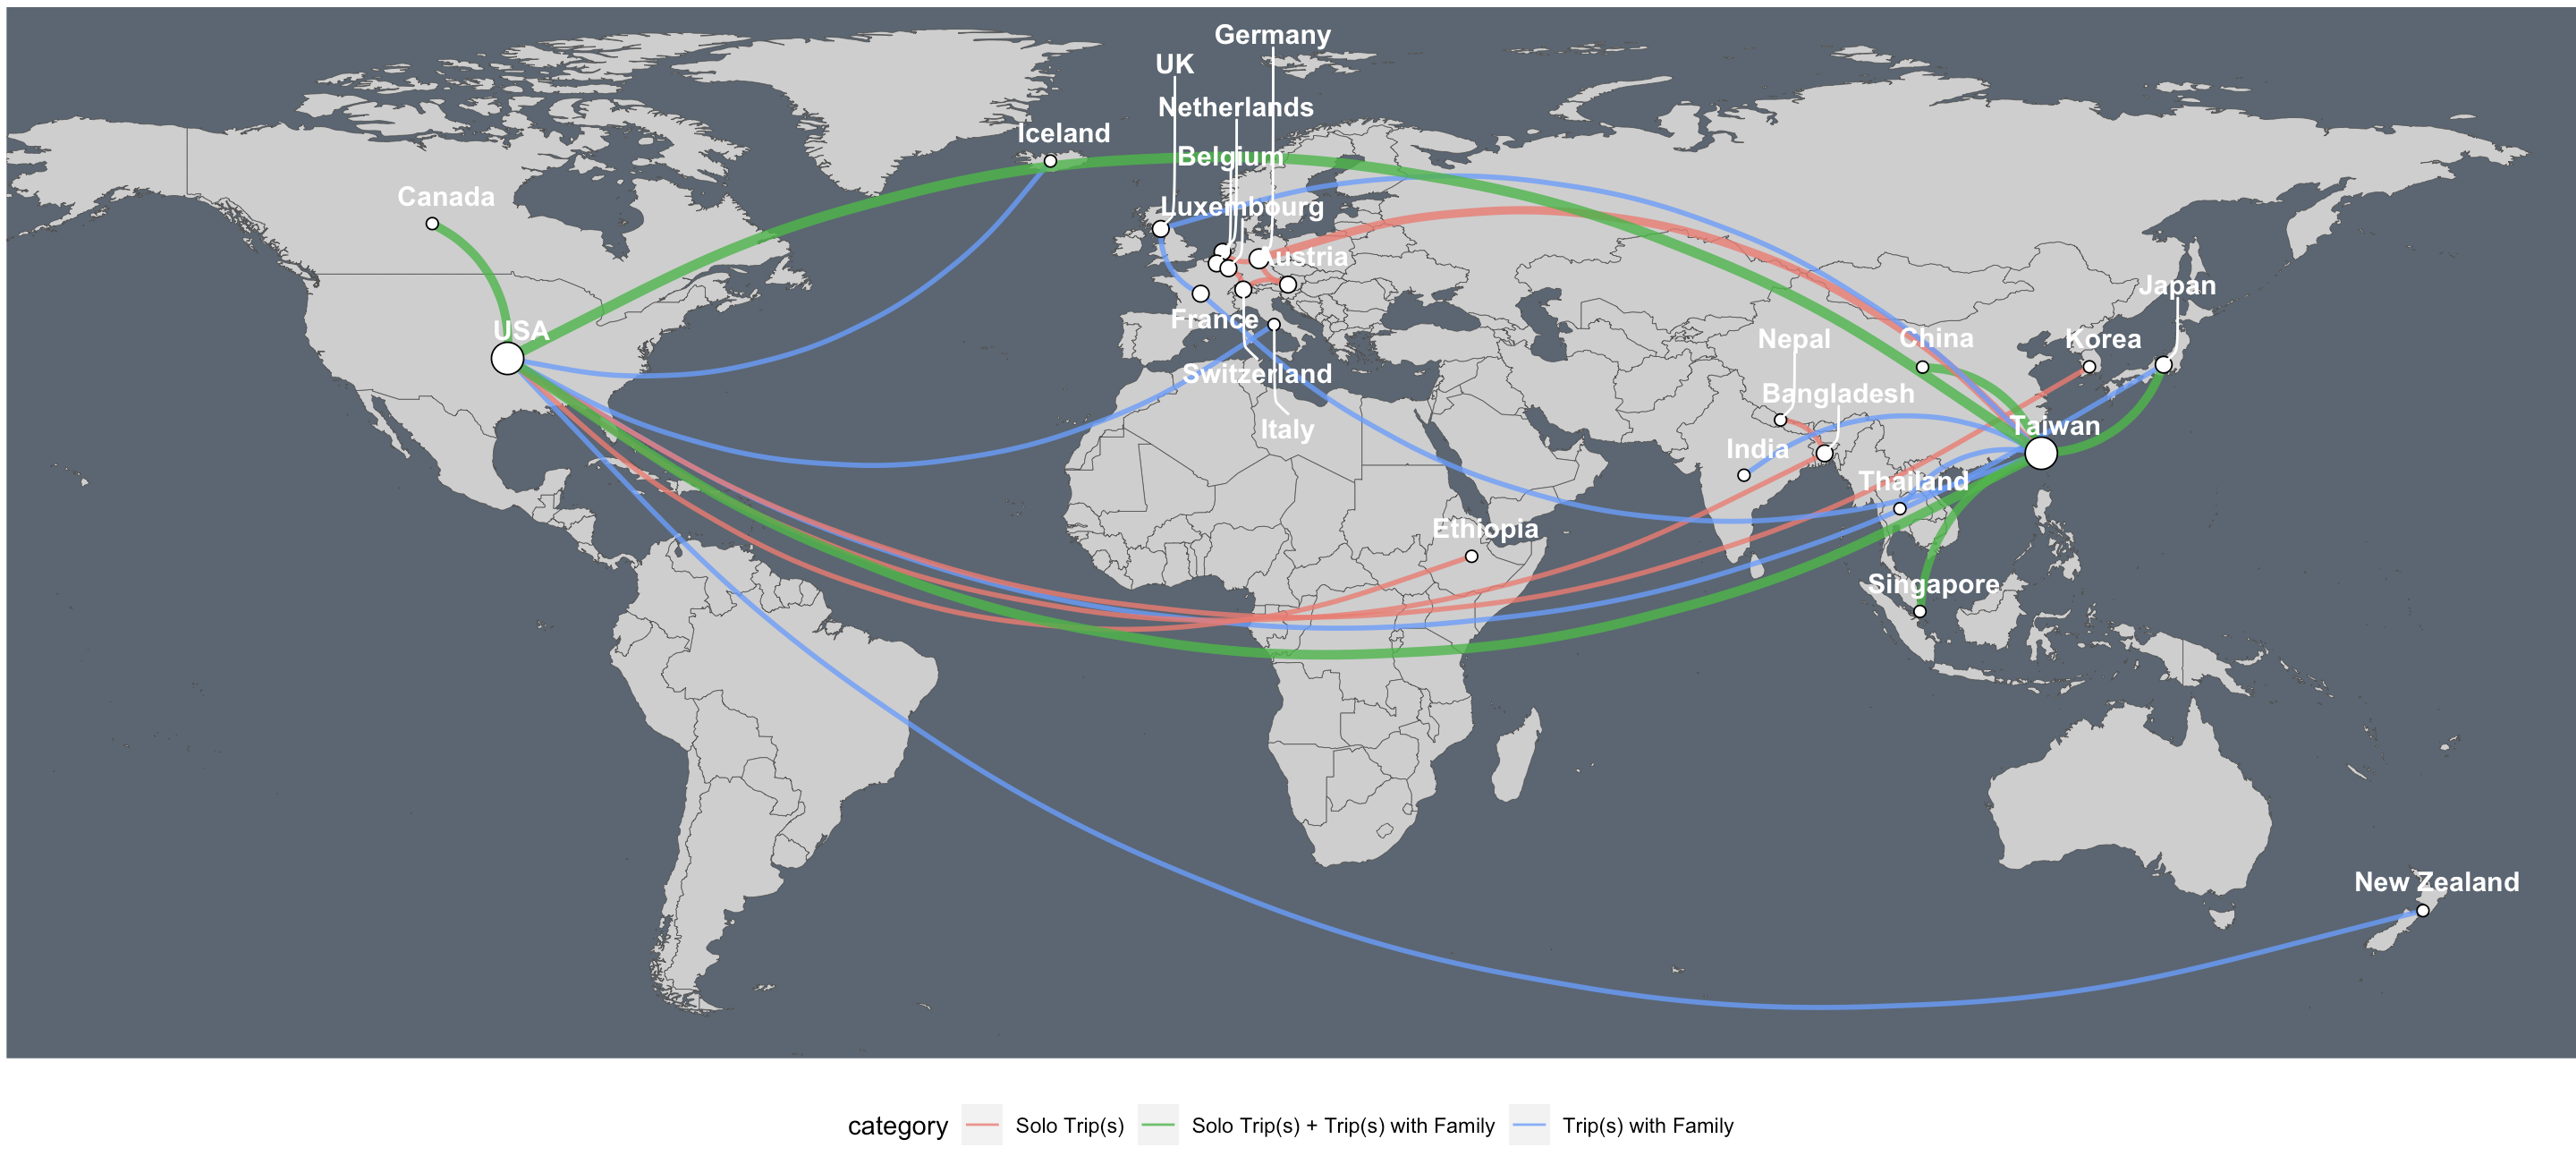 Germany
UK
Netherlands
Iceland
Belgium
Canada
Luxembourg
Austria
Japan
France
USA
Nepal
China
Korea
Switzerland
Bangladesh
Italy
Taiwan
India
Thailand
Ethiopia
Singapore
New Zealand
category Solo Trip(s) Solo Trip(s) + Trip(s) with Family Trip(s) with Family